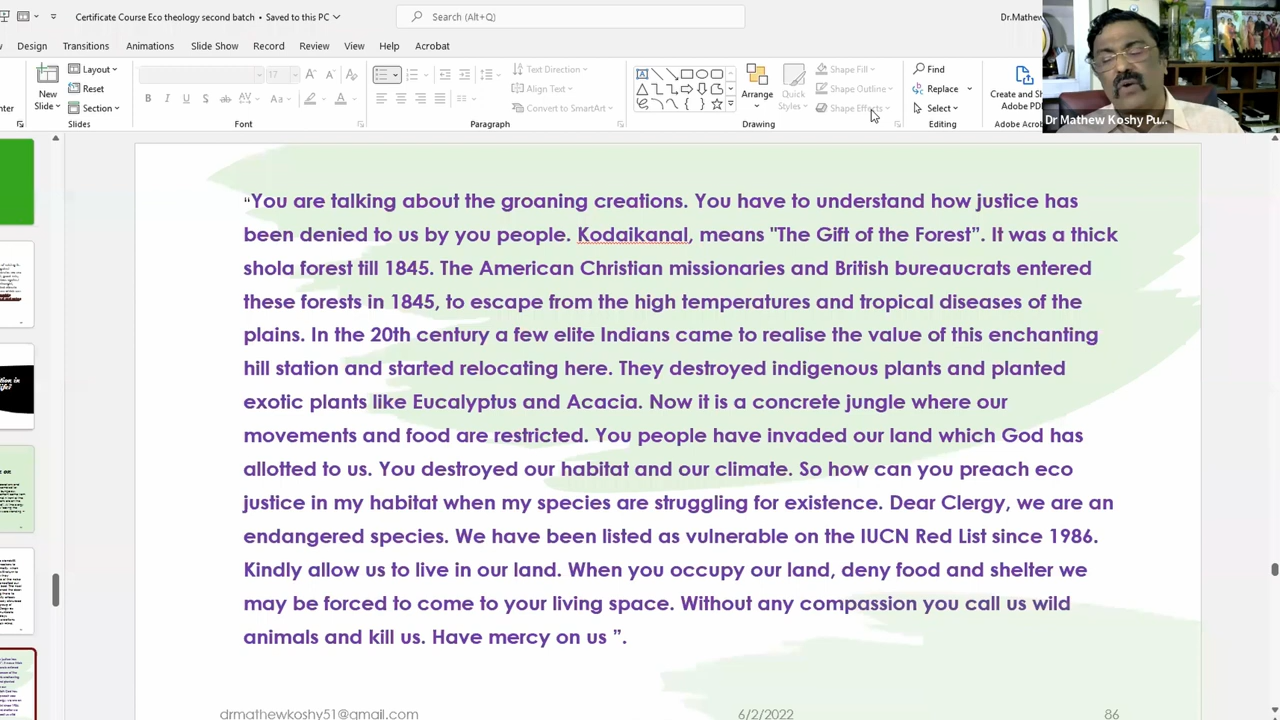 Certificate Course Eco theology second batch • Saved to this PC
Search (Alt+Q)
Dr.Mathew
Design Transitions Animations Slide Show Record Review View Help Acrobat
New
Slide
Layout
Reset
Section
Slides
17
B I U S ab AV Aa A
Font
Text Direction
Align Text
Convert to SmartArt
Paragraph
Arrange
Quick
Styles
Shape Fill
Shape Outline
Shape Effects
Drawing
Find
Replace
Select
Editing
Create and Sh
Adobe PD
Adobe Acro
Dr Mathew Koshy Pu...
“You are talking about the groaning creations. You have to understand how justice has
been denied to us by you people. Kodaikanal, means "The Gift of the Forest”. It was a thick
shola forest till 1845. The American Christian missionaries and British bureaucrats entered
these forests in 1845, to escape from the high temperatures and tropical diseases of the
plains. In the 20th century a few elite Indians came to realise the value of this enchanting
hill station and started relocating here. They destroyed indigenous plants and planted
exotic plants like Eucalyptus and Acacia. Now it is a concrete jungle where our
movements and food are restricted. You people have invaded our land which God has
allotted to us. You destroyed our habitat and our climate. So how can you preach eco
justice in my habitat when my species are struggling for existence. Dear Clergy, we are an
endangered species. We have been listed as vulnerable on the IUCN Red List since 1986.
Kindly allow us to live in our land. When you occupy our land, deny food and shelter we
may be forced to come to your living space. Without any compassion you call us wild
animals and kill us. Have mercy on us ”.
drmathewkoshy51@gmail.com 6/2/2022 86